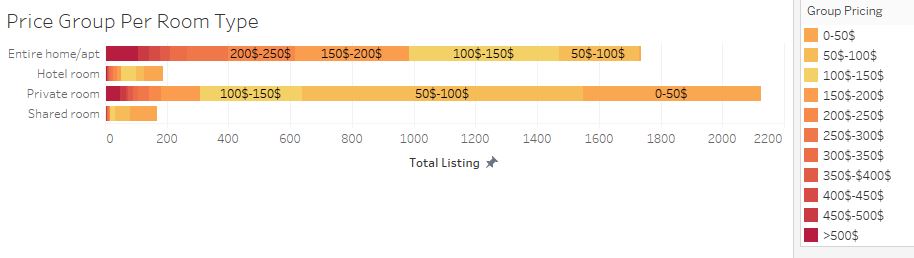 Price Group Per Room Type
Entire home/apt 200$-250$ 150$-200$ 100$-150$ 50$-100$
Hotel room
Private room 100$-150$ 50$-100$ 0-50$
Shared room
0 200 400 600 800 1000 1200 1400 1600 1800 2000 2200
Total Listing
Group Pricing
0-50$
50$-100$
100$-150$
150$-200$
200$-250$
250$-300$
300$-350$
350$-$400$
400$-450$
450$-500$
>500$